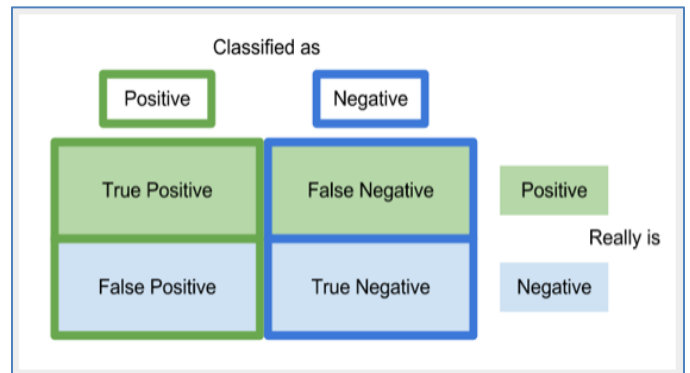 Classified as
Positive
Negative
True Positive
False Negative
Positive
Really is
False Positive
True Negative
Negative